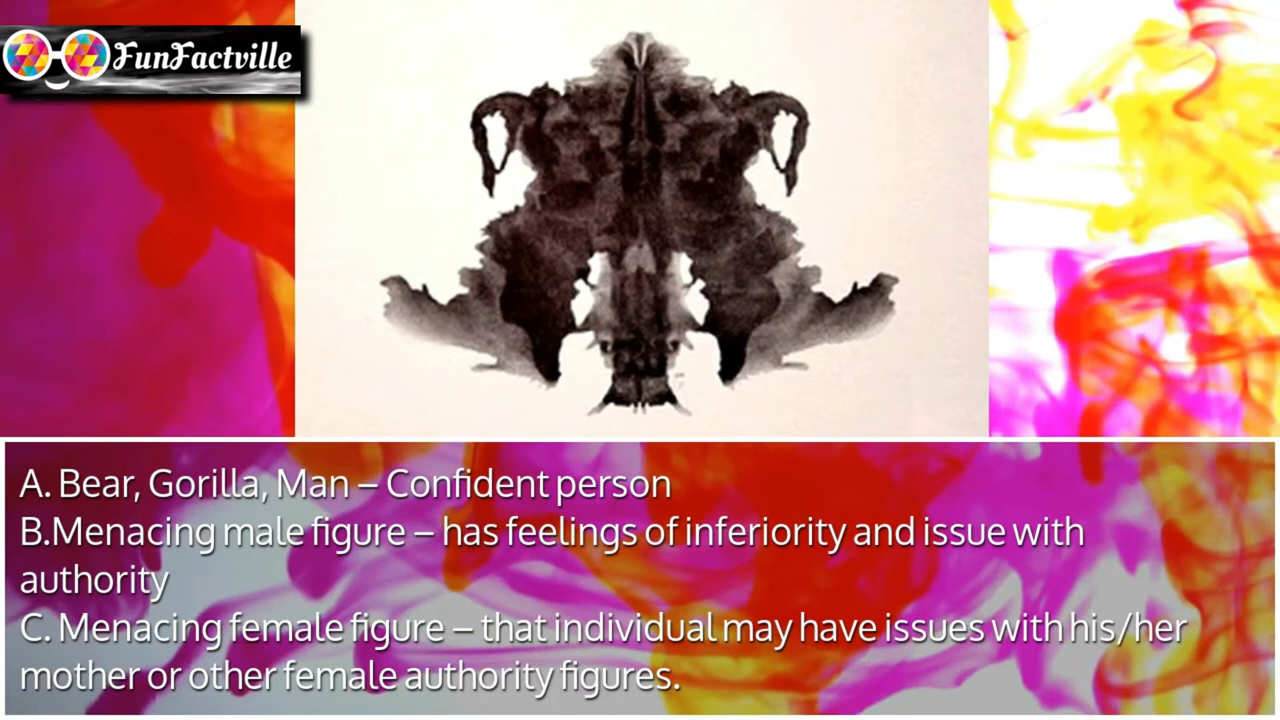 FunFactville
A. Bear, Gorilla, Man – Confident person
B.Menacing male figure – has feelings of inferiority and issue with
authority
C. Menacing female figure – that individual may have issues with his/her
mother or other female authority figures.